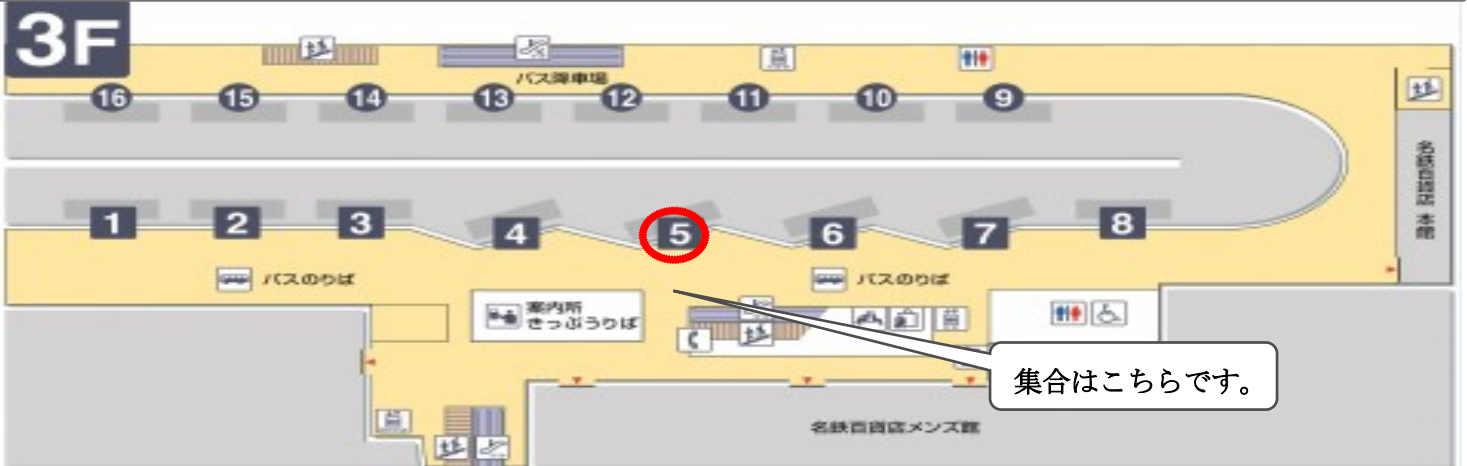 3F
バス降車場
16 15 14 13 12 11 10 9
名鉄百貨店 本館
1 2 3 4 5 6 7 8
バスのりば バスのりば
案内所
きっぷうりば
集合はこちらです。
名鉄百貨店メンズ館